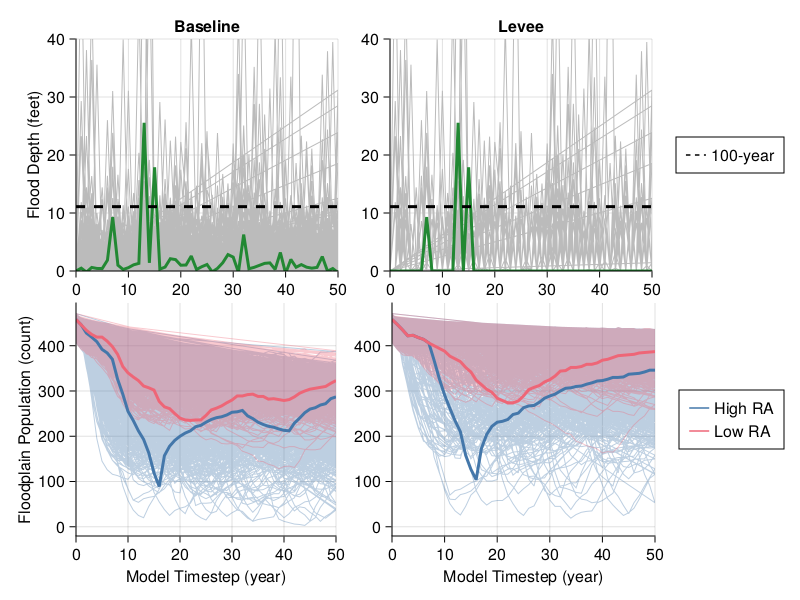 Baseline
Levee
Flood Depth (feet)
40
30
20
10
0
0 10 20 30 40 50
40
30
20
10
0
0 10 20 30 40 50
100-year
Floodplain Population (count)
400
300
200
100
0
0 10 20 30 40 50
Model Timestep (year)
400
300
200
100
0
0 10 20 30 40 50
Model Timestep (year)
High RA
Low RA